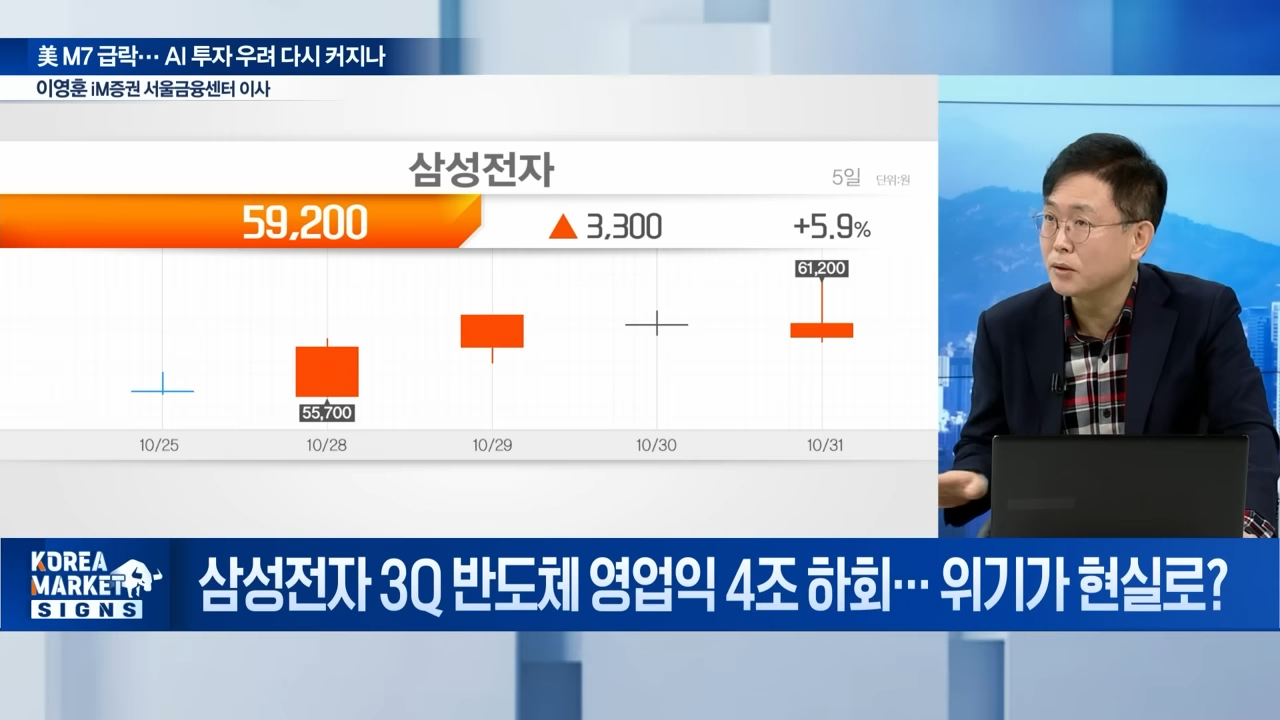 美 M7 급락… AI 투자 우려 다시 커지나
이영훈 iM증권 서울금융센터 이사
삼성전자
5일 단위:원
59,200 ▲ 3,300 +5.9%
61,200
55,700
10/25 10/28 10/29 10/30 10/31
KOREA
MARKET
SIGNS
삼성전자 3Q 반도체 영업익 4조 하회… 위기가 현실로?